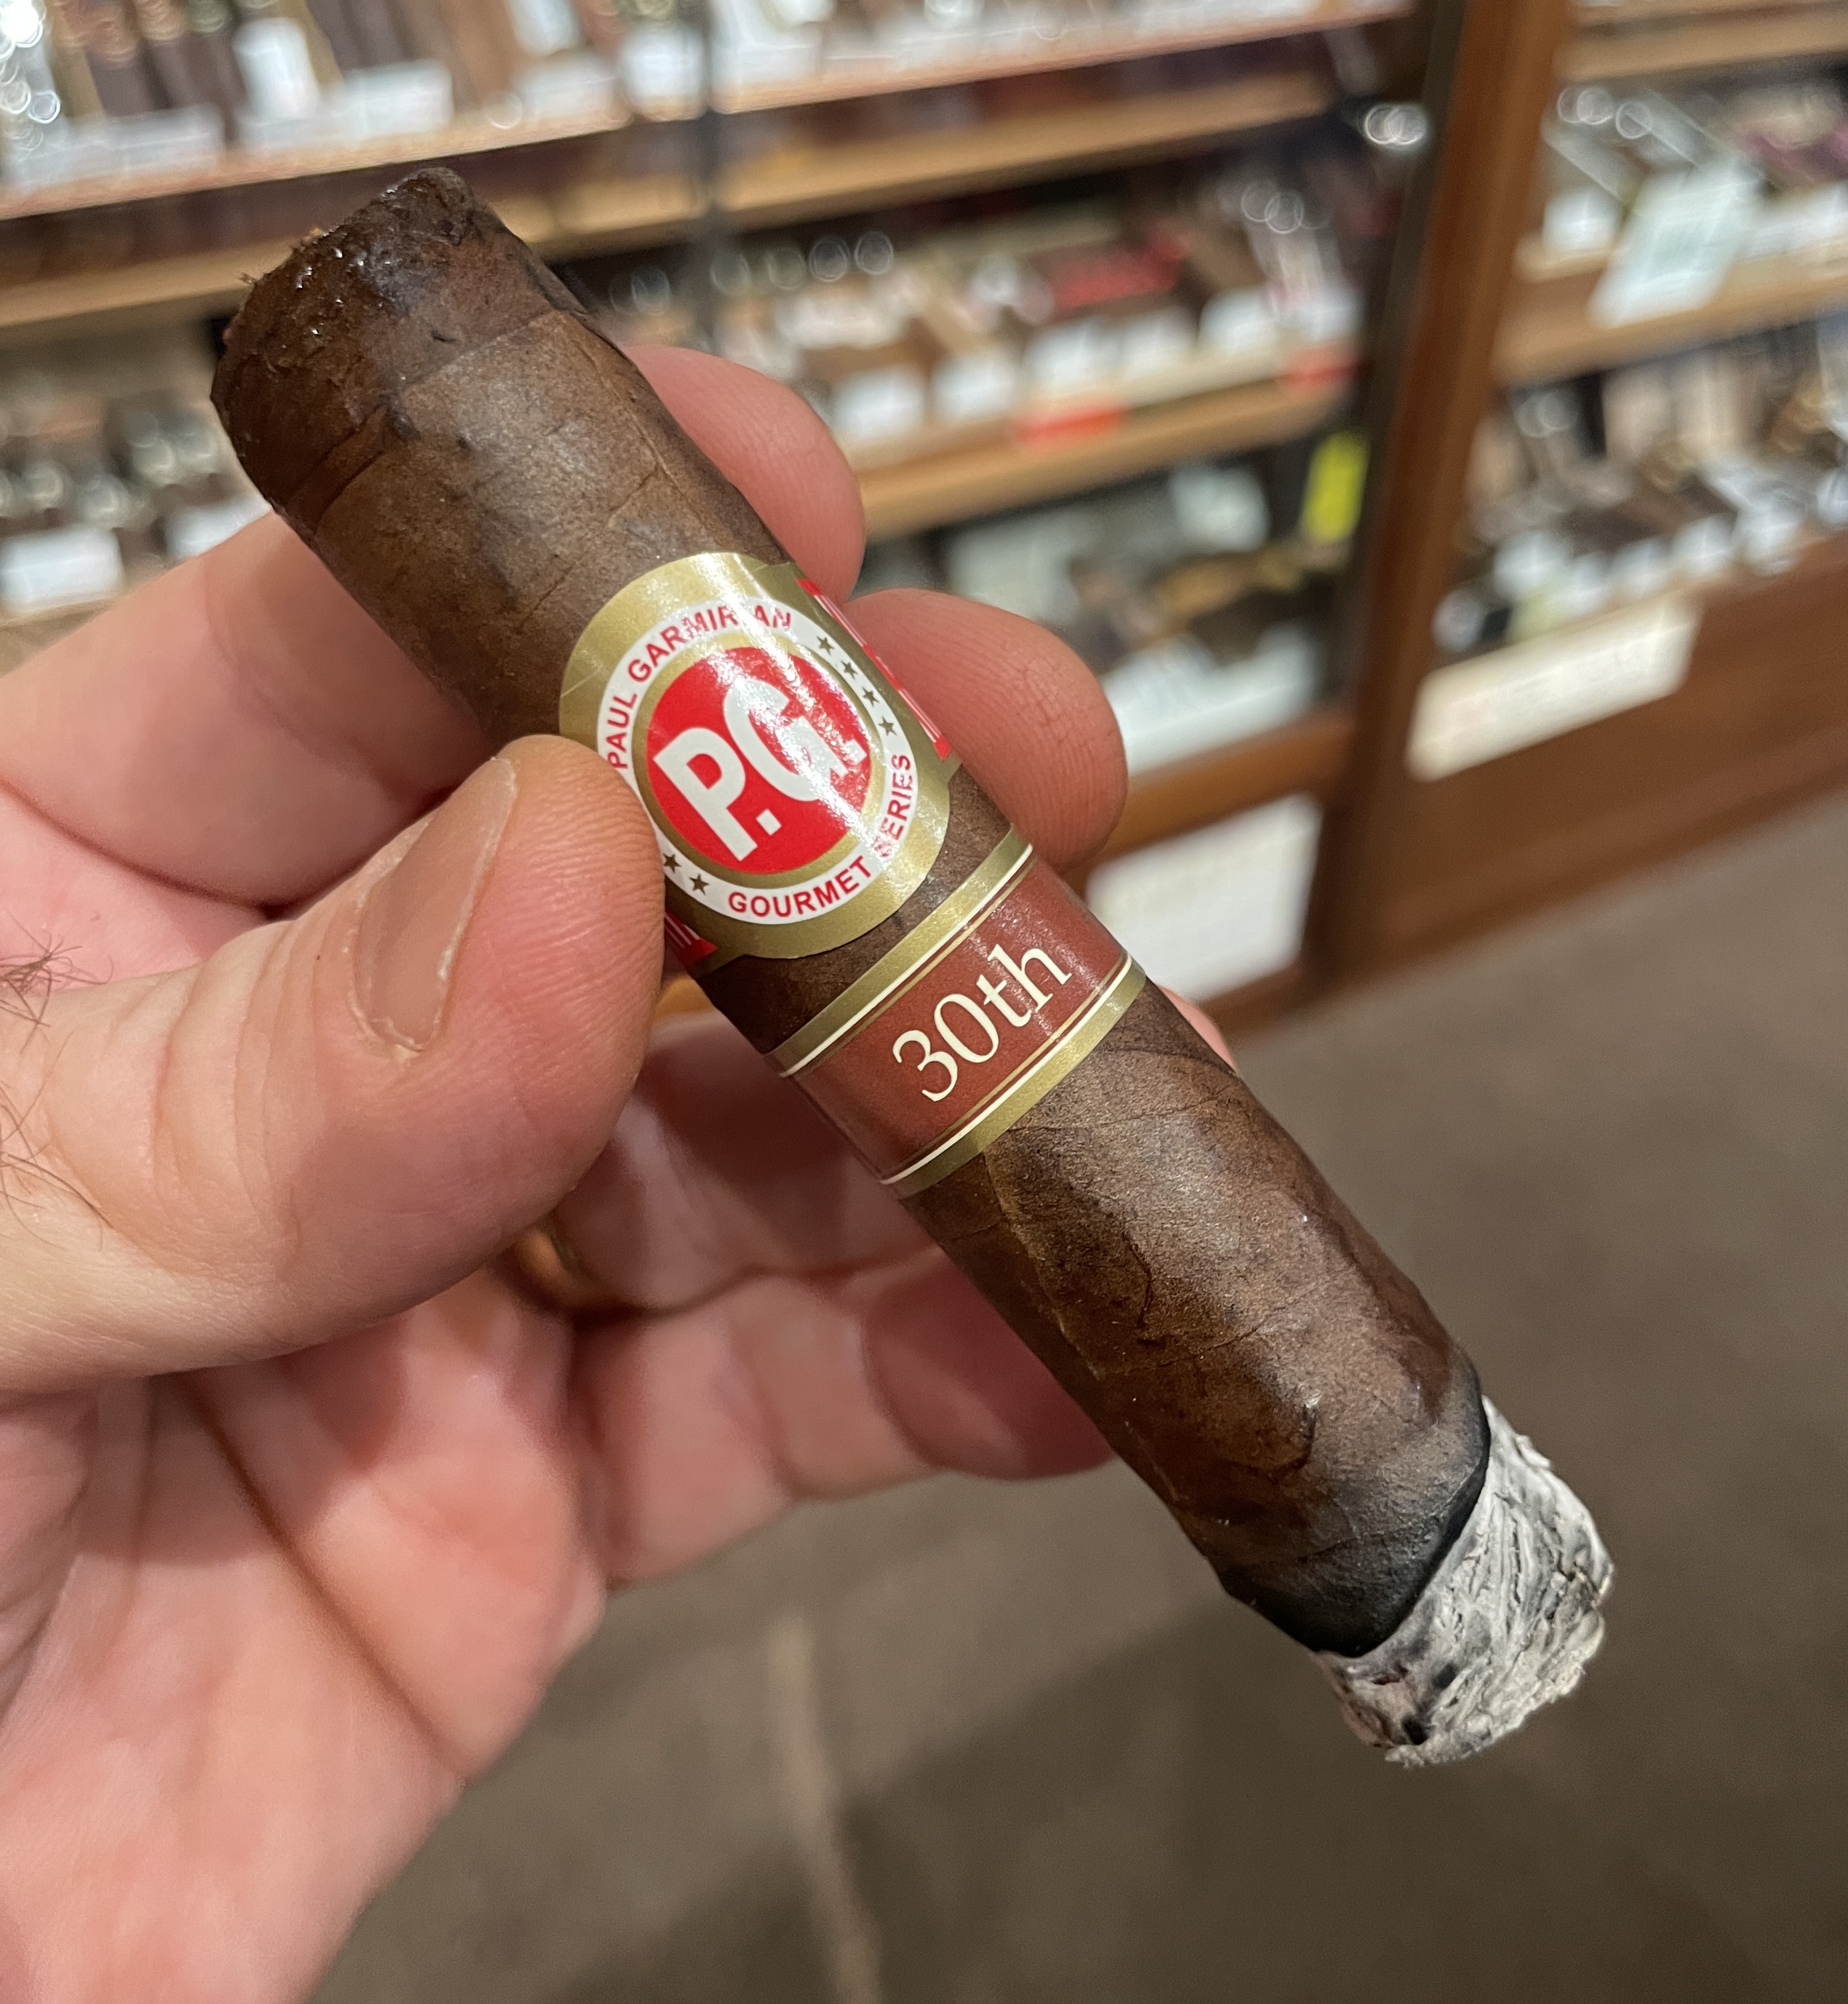 PAUL GARMIRIAN
P.G.
GOURMET SERIES
30th